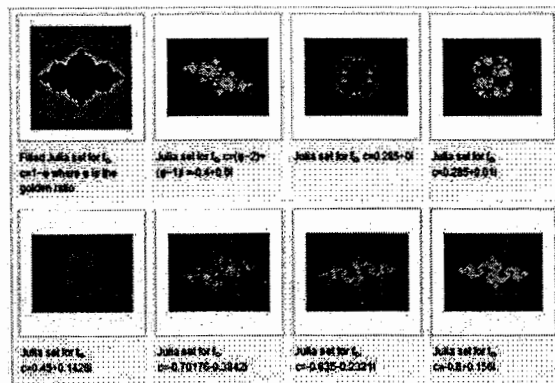 Filled Julia set for fc,
c=1−φ where φ is the
golden ratio
Julia set for fc, c=(φ−2)+
(φ−1)i =-0.4+0.6i
Julia set for fc, c=0.285+0i
Julia set for fc,
c=0.285+0.01i
Julia set for fc,
c=0.45+0.1428i
Julia set for fc,
c=-0.70176-0.3842i
Julia set for fc,
c=-0.835-0.2321i
Julia set for fc,
c=-0.8+0.156i